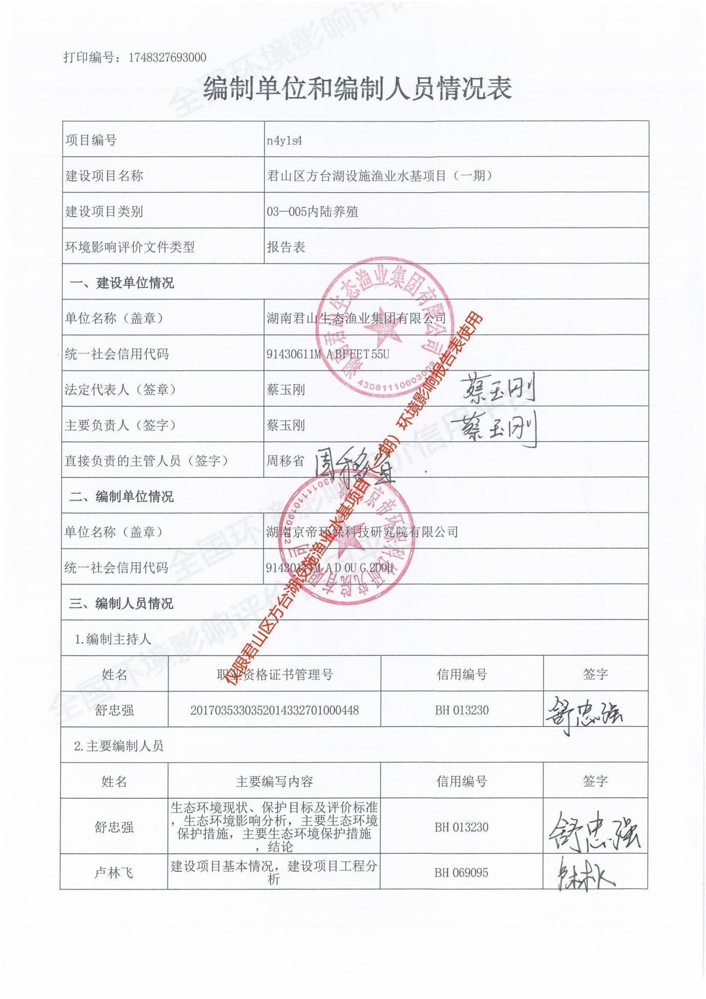 打印编号：1748327693000
编制单位和编制人员情况表
项目编号 n4y1s4
建设项目名称 君山区方台湖设施渔业水基项目（一期）
建设项目类别 03—005内陆养殖
环境影响评价文件类型 报告表
一、建设单位情况
单位名称（盖章） 湖南君山生态渔业集团有限公司
统一社会信用代码 91430611MABPFET55U
法定代表人（签章） 蔡玉刚 蔡玉刚
主要负责人（签字） 蔡玉刚 蔡玉刚
直接负责的主管人员（签字） 周移省 周移省
二、编制单位情况
单位名称（盖章） 湖南京帝环保科技研究院有限公司
统一社会信用代码 91430111MAD0UG200H
三、编制人员情况
1.编制主持人
姓名 职业资格证书管理号 信用编号 签字
舒忠强 2017035330352014332701000448 BH013230 舒忠强
2.主要编制人员
姓名 主要编写内容 信用编号 签字
舒忠强 生态环境现状、保护目标及评价标准
，生态环境影响分析，主要生态环境
保护措施，主要生态环境保护措施
，结论 BH013230 舒忠强
卢林飞 建设项目基本情况，建设项目工程分
析 BH069095
湖南君山生态渔业集团有限公司
43061110003009
湖南京帝环保科技研究院有限公司
仅限君山区方台湖设施渔业水基项目（一期）环境影响报告表使用
全国环境影响评价信用平台
全国环境影响评价信用平台